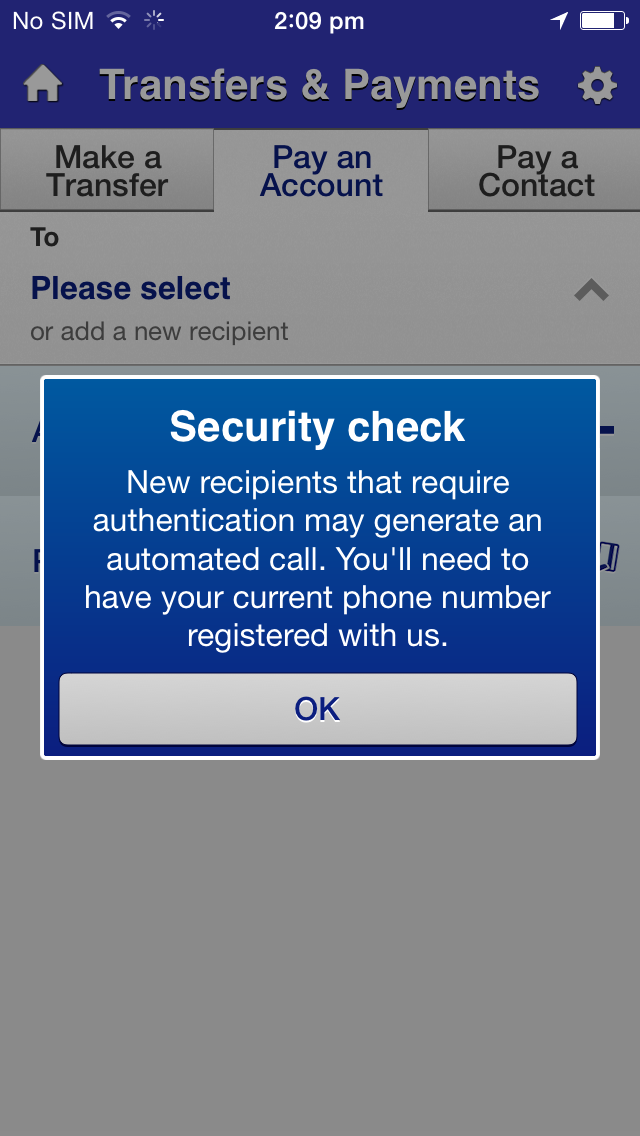 No SIM 2:09 pm
Transfers & Payments
Make a
Transfer
Pay an
Account
Pay a
Contact
To
Please select
or add a new recipient
Security check
New recipients that require
authentication may generate an
automated call. You'll need to
have your current phone number
registered with us.
OK